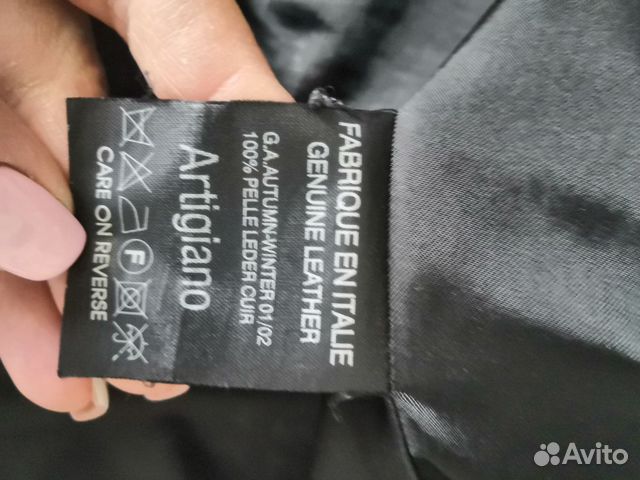 FABRIQUE EN ITALIE
GENUINE LEATHER
G.A.AUTUMN-WINTER 01/02
100% PELLE LEDER CUIR
Artigiano
F
CARE ON REVERSE
Avito